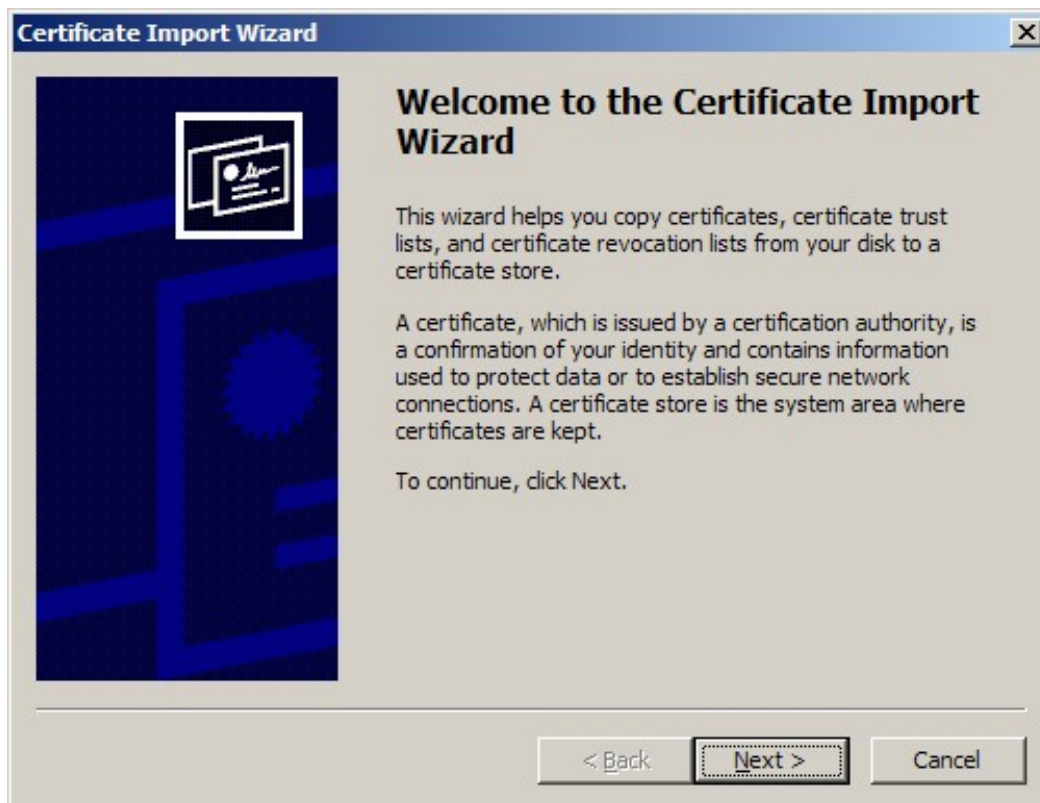 Certificate Import Wizard
Welcome to the Certificate Import
Wizard
This wizard helps you copy certificates, certificate trust
lists, and certificate revocation lists from your disk to a
certificate store.
A certificate, which is issued by a certification authority, is
a confirmation of your identity and contains information
used to protect data or to establish secure network
connections. A certificate store is the system area where
certificates are kept.
To continue, click Next.
< Back
Next >
Cancel